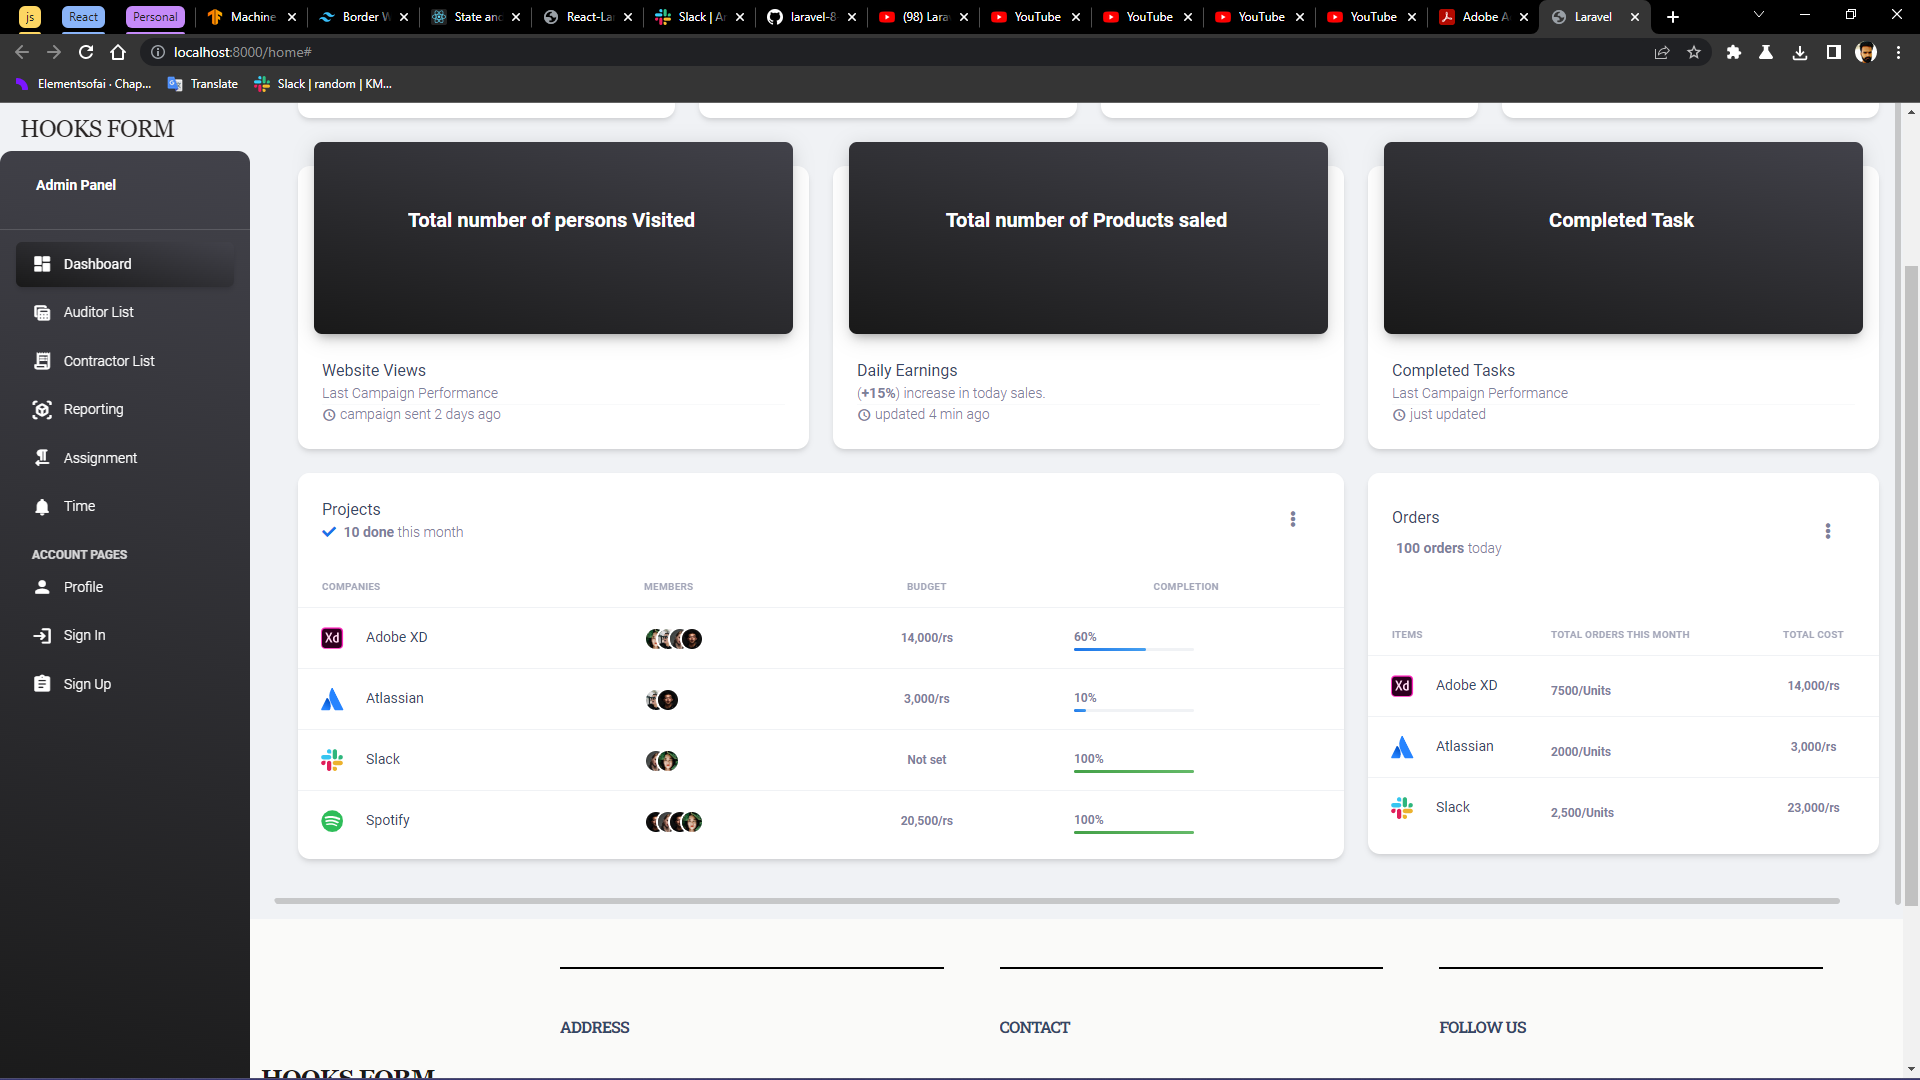 js React Personal Machine Border W State and React-La Slack | A laravel-8 (98) Lara YouTube YouTube YouTube YouTube Adobe A Laravel
localhost:8000/home#
Elementsofai · Chap... Translate Slack | random | KM...
HOOKS FORM
Admin Panel
Dashboard
Auditor List
Contractor List
Reporting
Assignment
Time
ACCOUNT PAGES
Profile
Sign In
Sign Up
Total number of persons Visited
Website Views
Last Campaign Performance
campaign sent 2 days ago
Total number of Products saled
Daily Earnings
(+15%) increase in today sales.
updated 4 min ago
Completed Task
Completed Tasks
Last Campaign Performance
just updated
Projects
10 done this month
COMPANIES MEMBERS BUDGET COMPLETION
Xd Adobe XD 14,000/rs 60%
Atlassian 3,000/rs 10%
Slack Not set 100%
Spotify 20,500/rs 100%
Orders
100 orders today
ITEMS TOTAL ORDERS THIS MONTH TOTAL COST
Xd Adobe XD 7500/Units 14,000/rs
Atlassian 2000/Units 3,000/rs
Slack 2,500/Units 23,000/rs
ADDRESS CONTACT FOLLOW US
HOOKS FORM